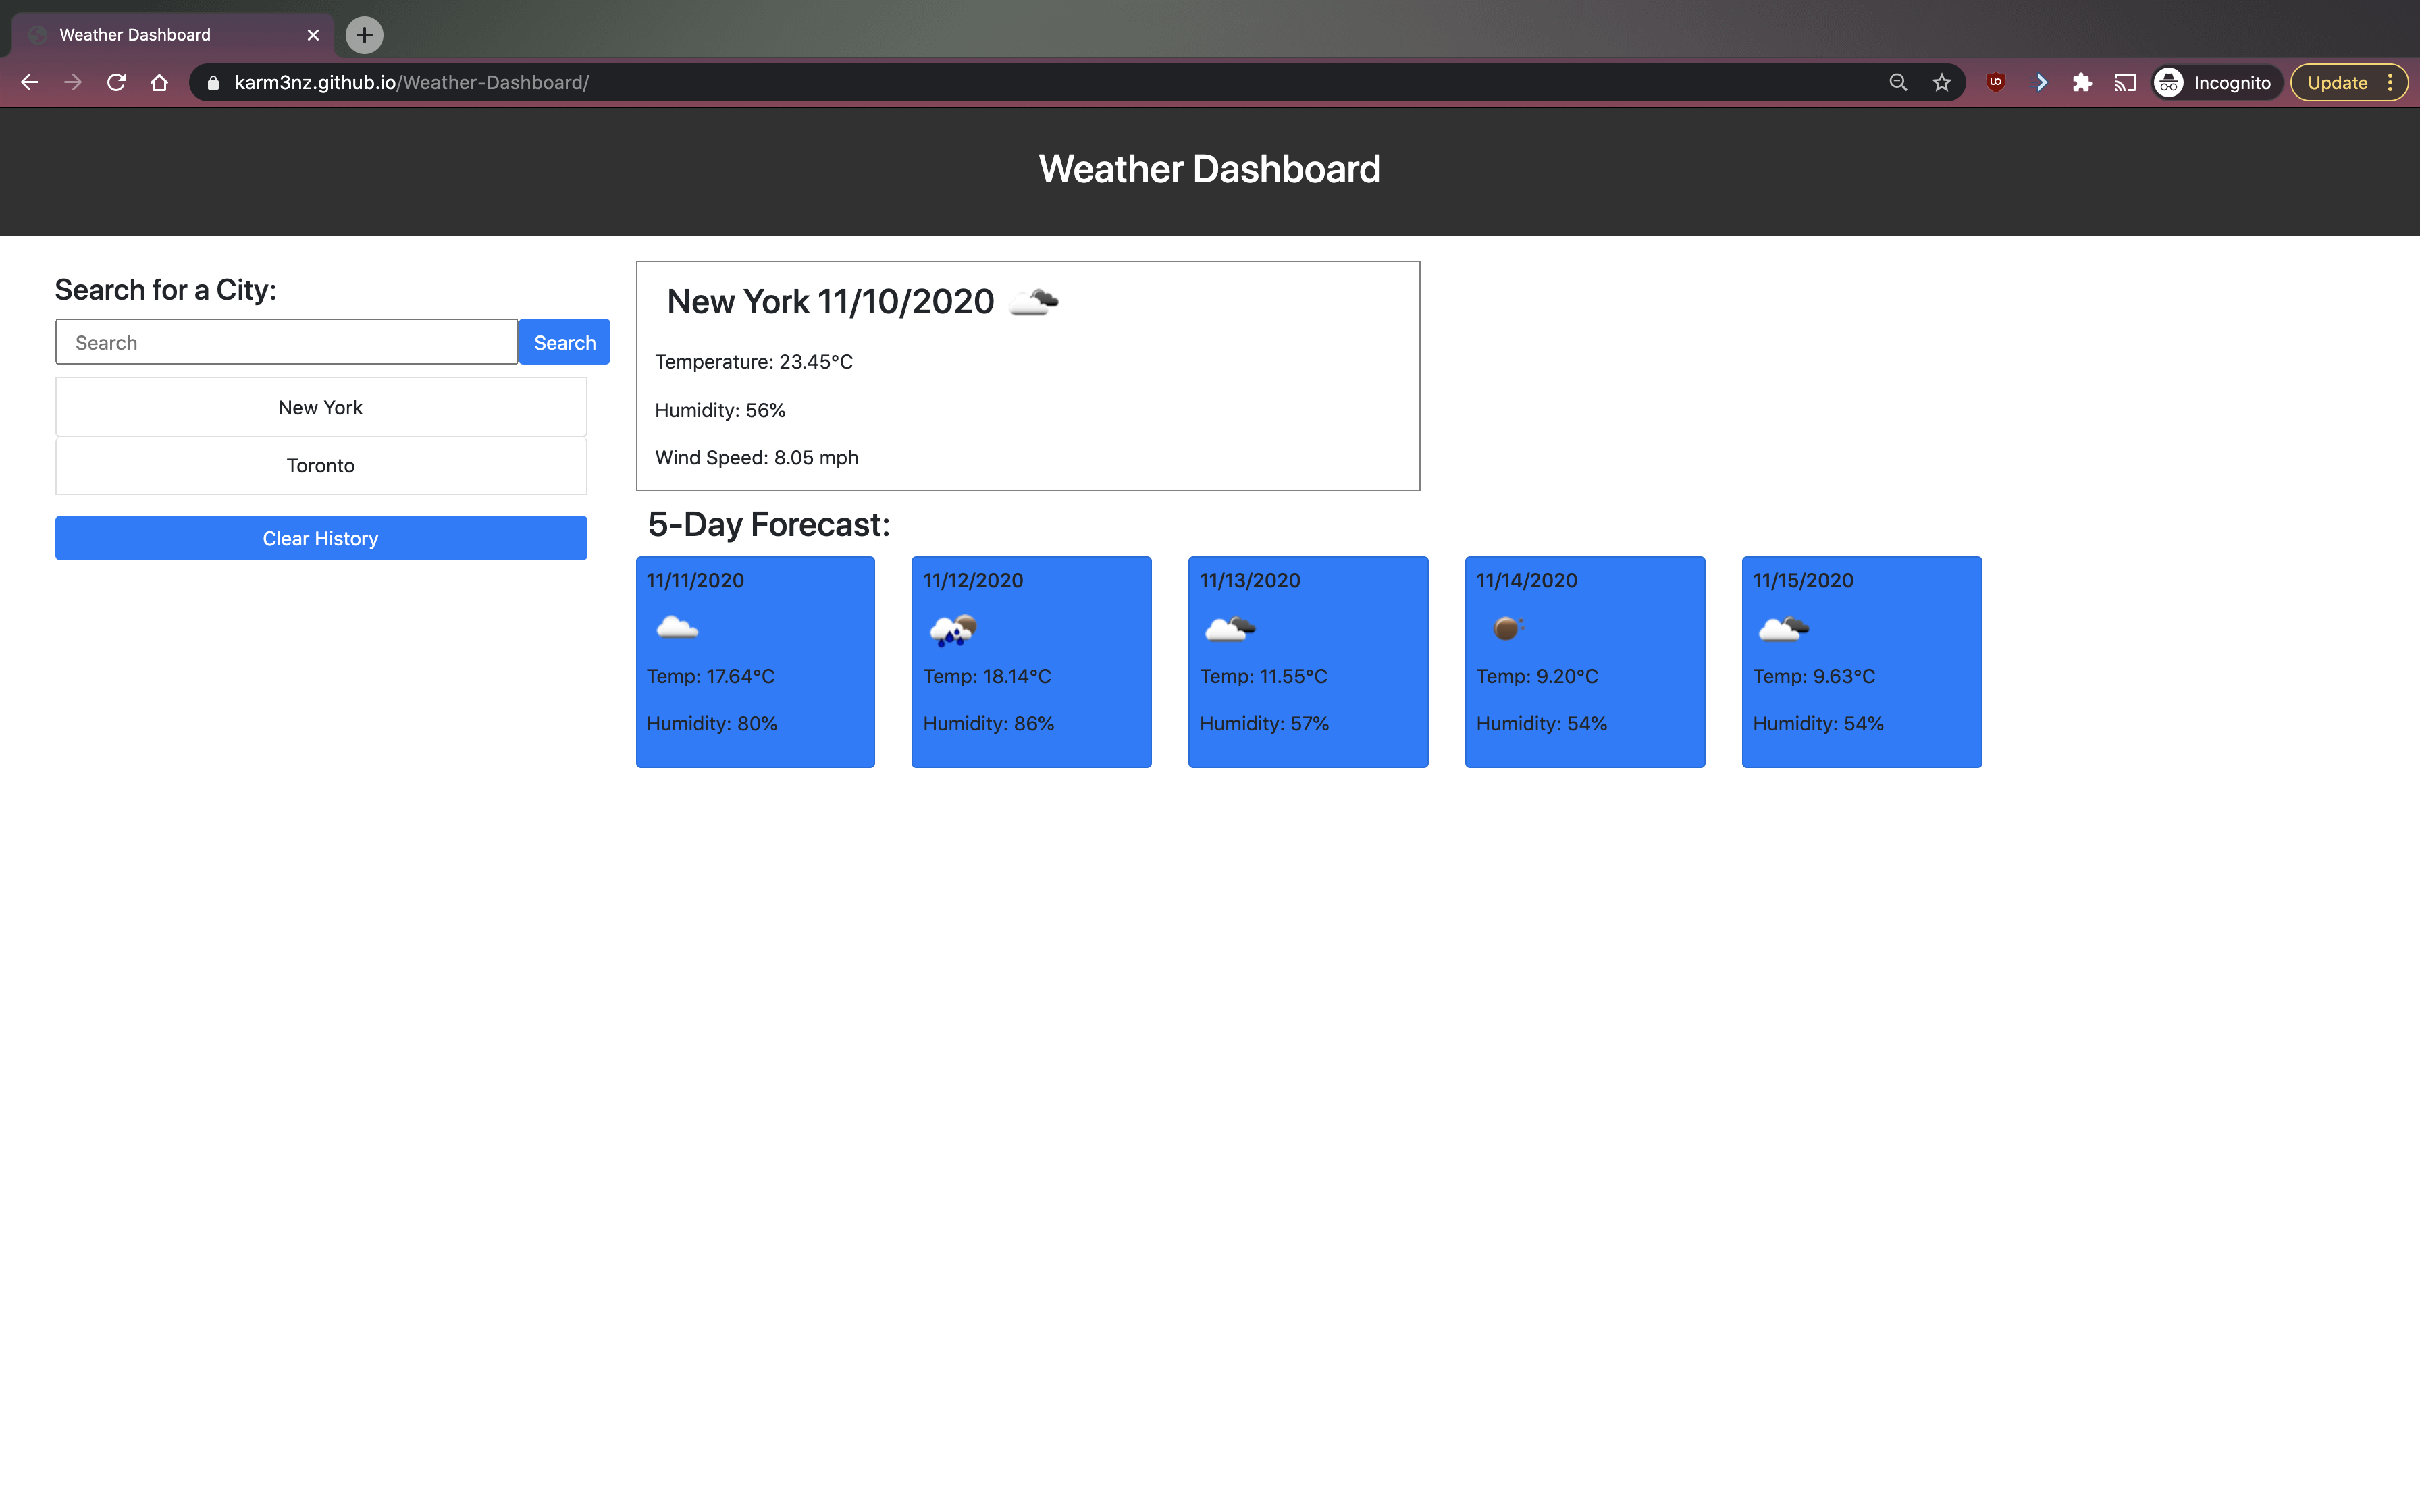 Weather Dashboard
karm3nz.github.io/Weather-Dashboard/
Incognito
Update
Weather Dashboard
Search for a City:
Search
Search
New York
Toronto
Clear History
New York 11/10/2020
Temperature: 23.45°C
Humidity: 56%
Wind Speed: 8.05 mph
5-Day Forecast:
11/11/2020
Temp: 17.64°C
Humidity: 80%
11/12/2020
Temp: 18.14°C
Humidity: 86%
11/13/2020
Temp: 11.55°C
Humidity: 57%
11/14/2020
Temp: 9.20°C
Humidity: 54%
11/15/2020
Temp: 9.63°C
Humidity: 54%